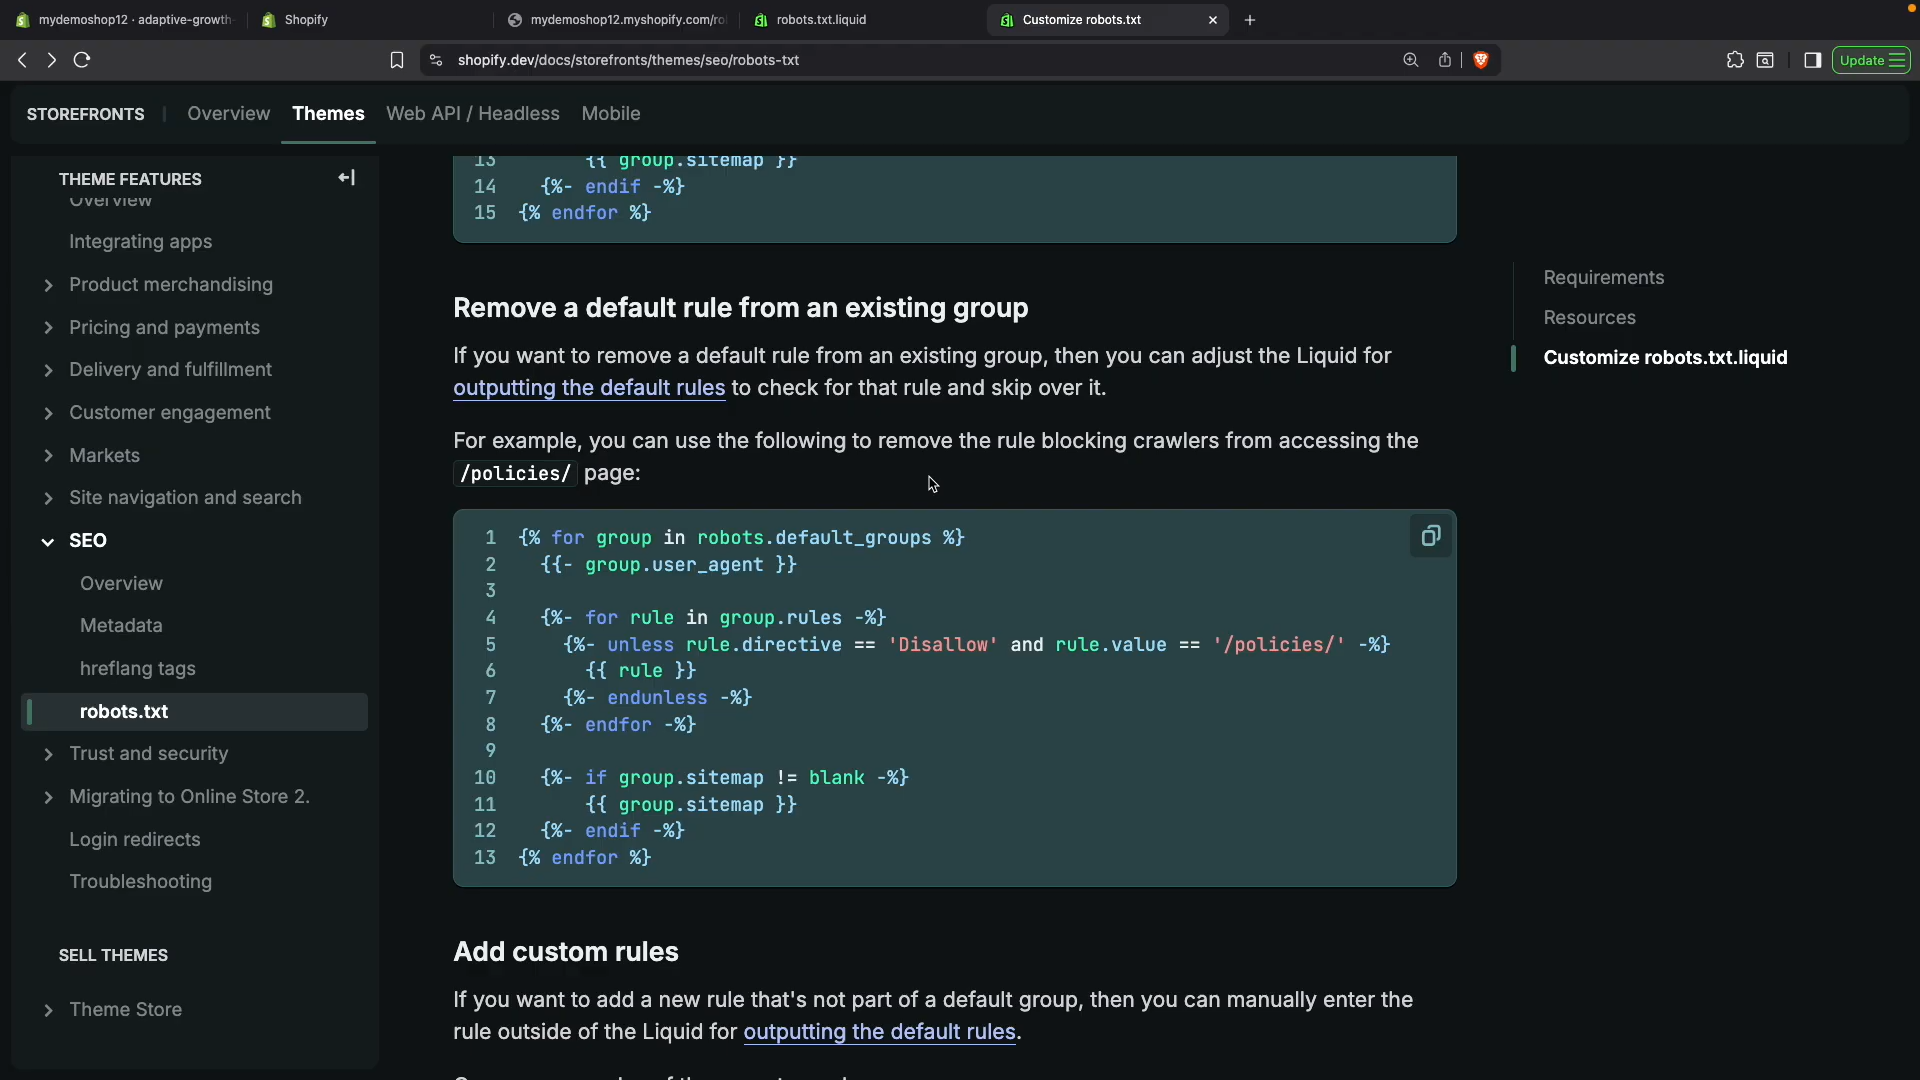 mydemoshop12 · adaptive-growth-
Shopify
mydemoshop12.myshopify.com/ro
robots.txt.liquid
Customize robots.txt
shopify.dev/docs/storefronts/themes/seo/robots-txt
Update
STOREFRONTS
Overview
Themes
Web API / Headless
Mobile
THEME FEATURES
Overview
Integrating apps
Product merchandising
Pricing and payments
Delivery and fulfillment
Customer engagement
Markets
Site navigation and search
SEO
Overview
Metadata
hreflang tags
robots.txt
Trust and security
Migrating to Online Store 2.
Login redirects
Troubleshooting
SELL THEMES
Theme Store
13 {{ group.sitemap }}
14 {%- endif -%}
15 {% endfor %}
Remove a default rule from an existing group
If you want to remove a default rule from an existing group, then you can adjust the Liquid for
outputting the default rules to check for that rule and skip over it.
For example, you can use the following to remove the rule blocking crawlers from accessing the
/policies/ page:
1 {% for group in robots.default_groups %}
2 {{- group.user_agent }}
3
4 {%- for rule in group.rules -%}
5 {%- unless rule.directive == 'Disallow' and rule.value == '/policies/' -%}
6 {{ rule }}
7 {%- endunless -%}
8 {%- endfor -%}
9
10 {%- if group.sitemap != blank -%}
11 {{ group.sitemap }}
12 {%- endif -%}
13 {% endfor %}
Add custom rules
If you want to add a new rule that's not part of a default group, then you can manually enter the
rule outside of the Liquid for outputting the default rules.
Requirements
Resources
Customize robots.txt.liquid